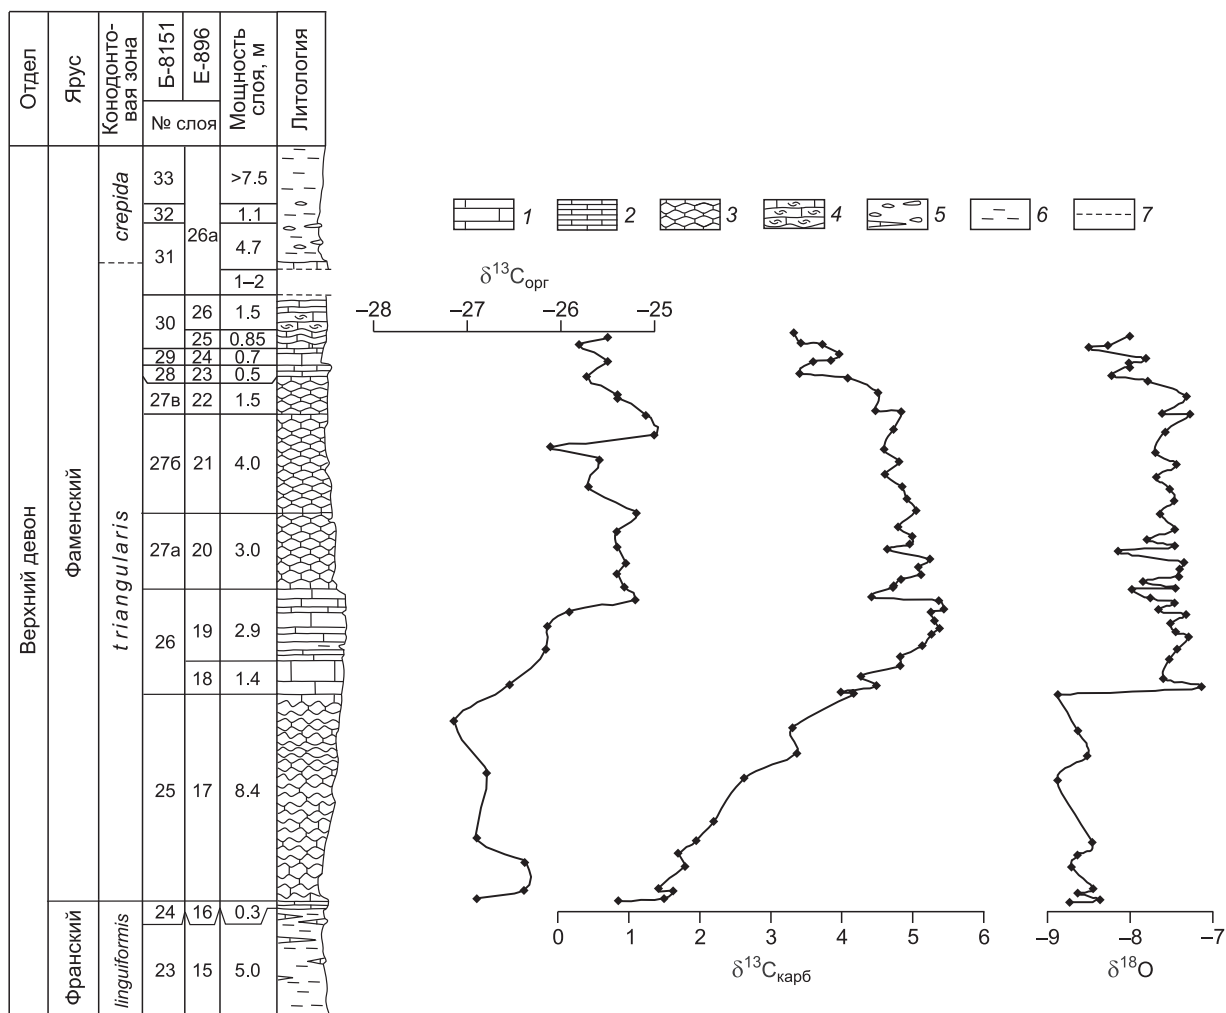 Отдел
Ярус
Конодонто-
вая зона
Б-8151
Е-896
№ слоя
Мощность
слоя, м
Литология
Верхний девон
Фаменский
Франский
crepida
triangularis
linguiformis
33
>7.5
32
1.1
26а
31
4.7
1–2
30
26
1.5
25
0.85
29
24
0.7
28
23
0.5
27в
22
1.5
27б
21
4.0
27а
20
3.0
26
19
2.9
18
1.4
25
17
8.4
24
16
0.3
23
15
5.0
1
2
3
4
5
6
7
δ13Cорг
–28
–27
–26
–25
0
1
2
3
4
5
6
δ13Cкарб
–9
–8
–7
δ18O